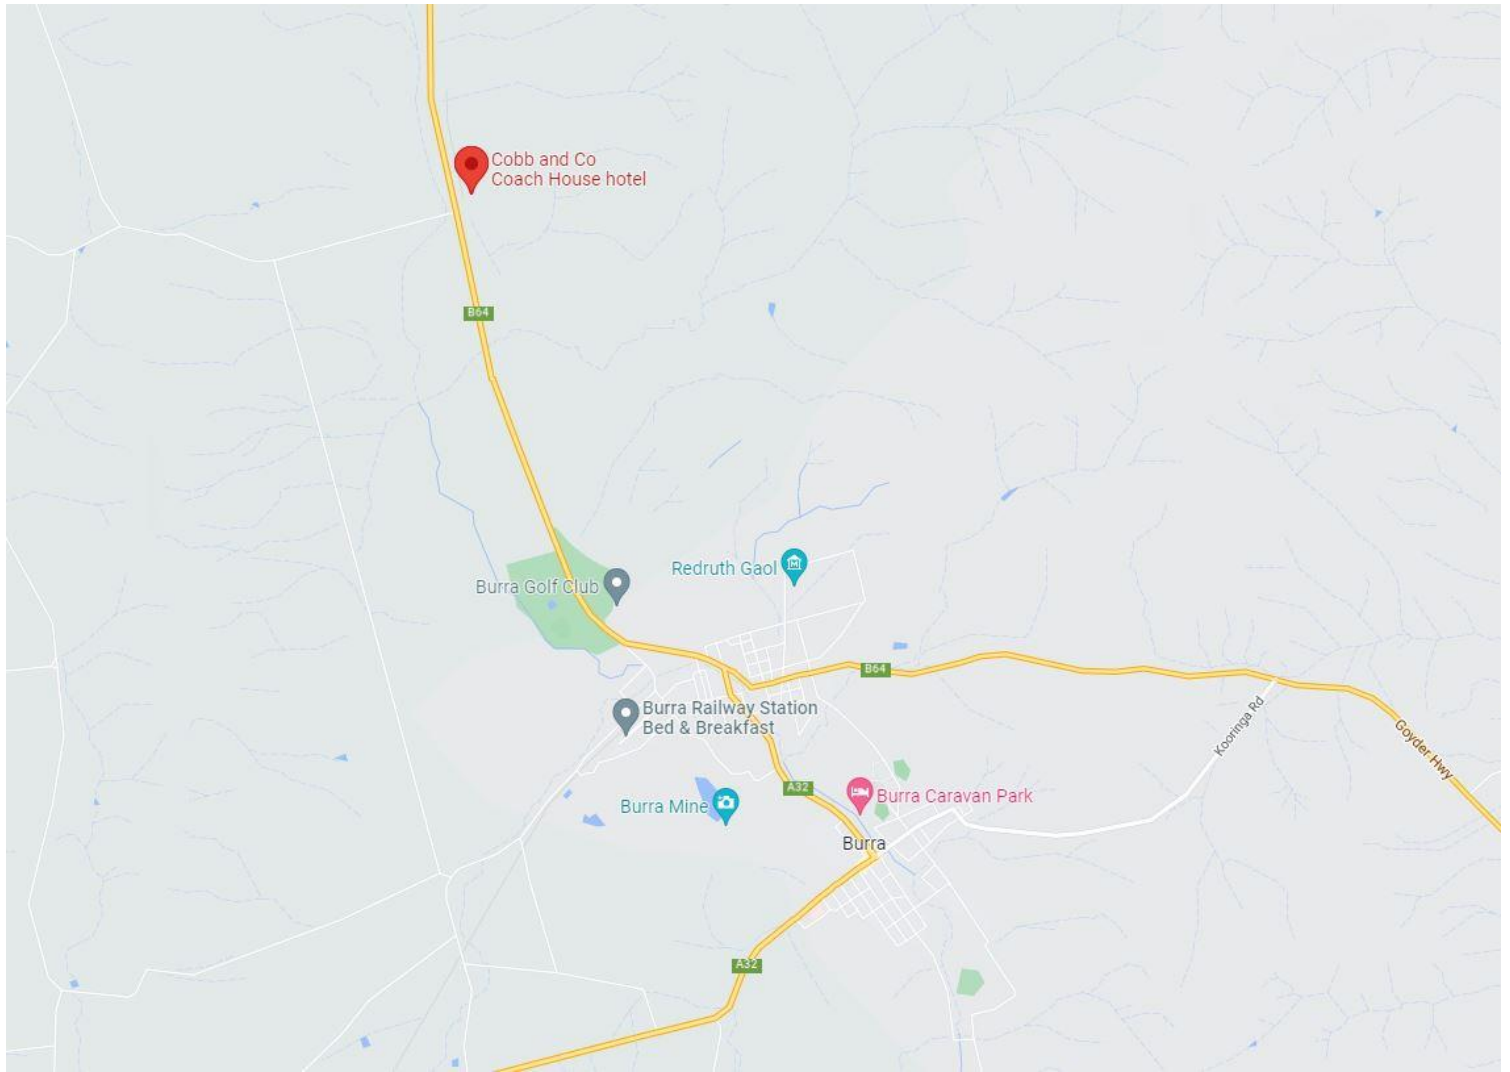 Cobb and Co
Coach House hotel
B64
Redruth Gaol
Burra Golf Club
B64
Kooringa Rd
Goyder Hwy
Burra Railway Station
Bed & Breakfast
A32
Burra Caravan Park
Burra Mine
Burra
A32